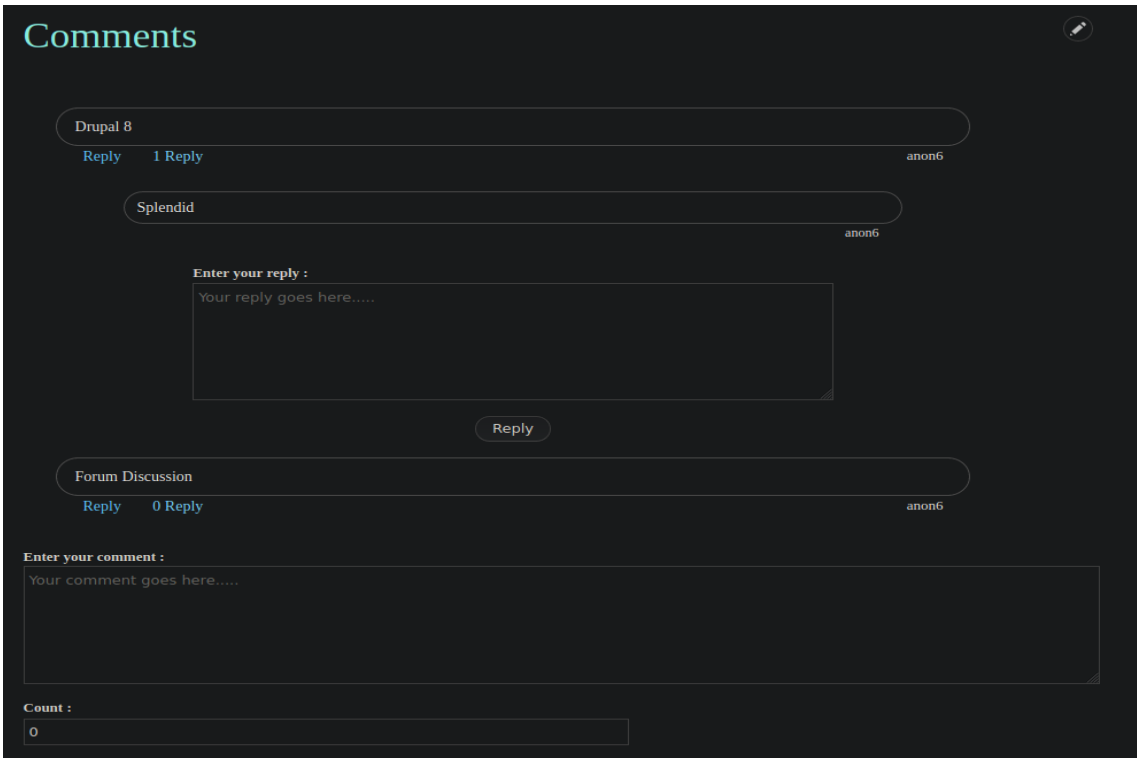 Comments
Drupal 8
Reply 1 Reply anon6
Splendid
anon6
Enter your reply :
Your reply goes here.....
Reply
Forum Discussion
Reply 0 Reply anon6
Enter your comment :
Your comment goes here.....
Count :
0